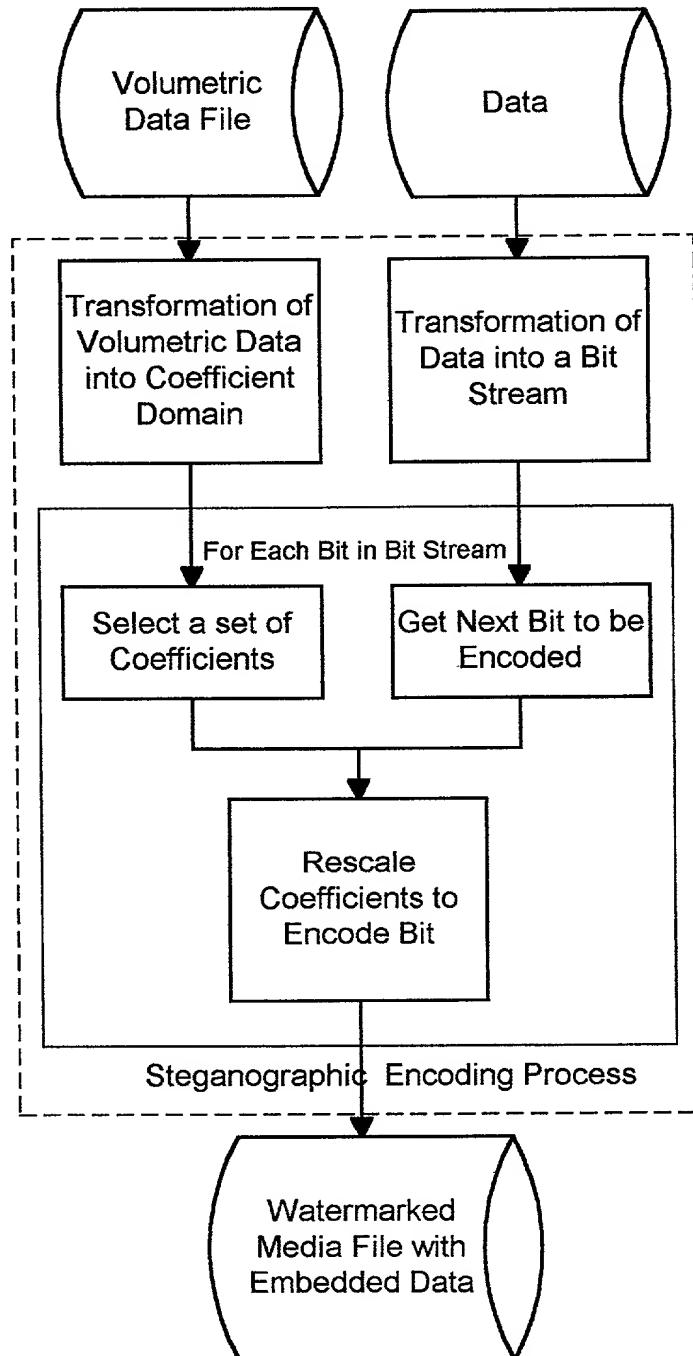 Volumetric
Data File
Data
Transformation of
Volumetric Data
into Coefficient
Domain
Transformation of
Data into a Bit
Stream
For Each Bit in Bit Stream
Select a set of
Coefficients
Get Next Bit to be
Encoded
Rescale
Coefficients to
Encode Bit
Steganographic Encoding Process
Watermarked
Media File with
Embedded Data